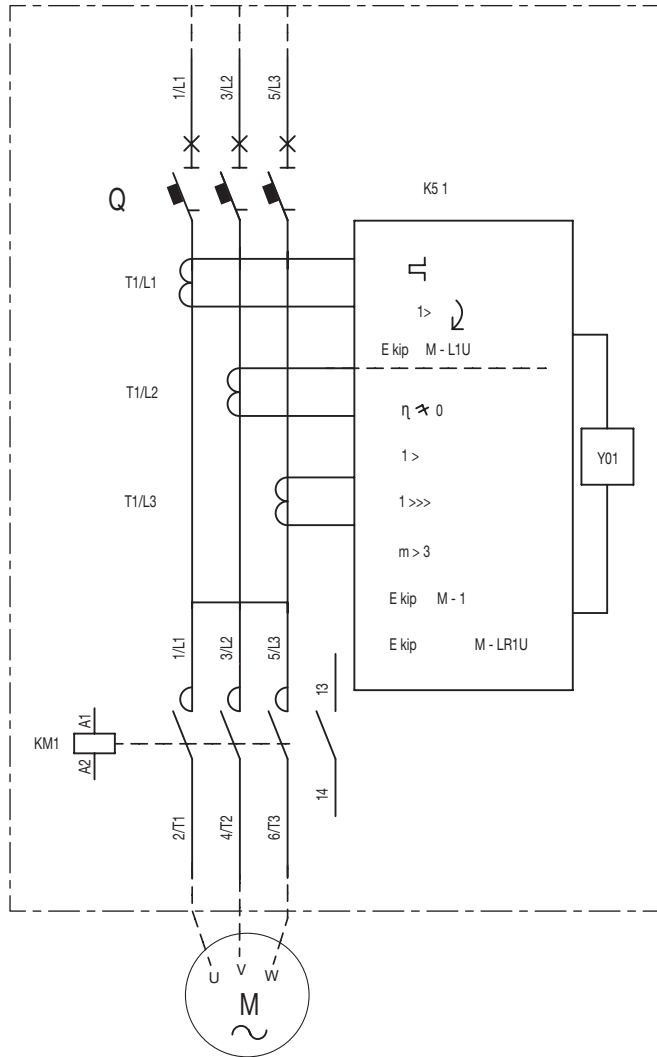 1/L1
3/L2
5/L3
Q
K5 1
T1/L1
1>
E kip M - L1U
T1/L2
η ≯ 0
1 >
Y01
T1/L3
1 >>>
m > 3
E kip M - 1
E kip M - LR1U
1/L1
3/L2
5/L3
13
KM1
A1
A2
14
2/T1
4/T2
6/T3
U
V
W
M